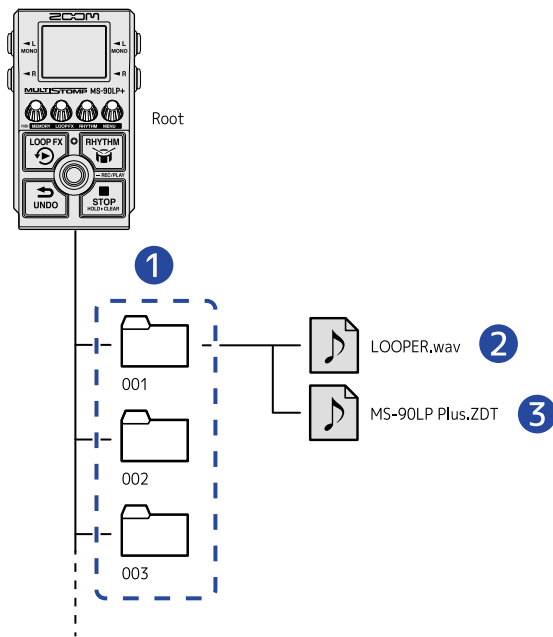 ZOOM
L
MONO
R
L
MONO
R
MULTISTOMP MS-90LP+
MEMORY LOOP FX RHYTHM MENU
LOOP FX
RHYTHM
– REC/PLAY
UNDO
STOP
HOLD▸CLEAR
Root
1
001
002
003
LOOPER.wav 2
MS-90LP Plus.ZDT 3